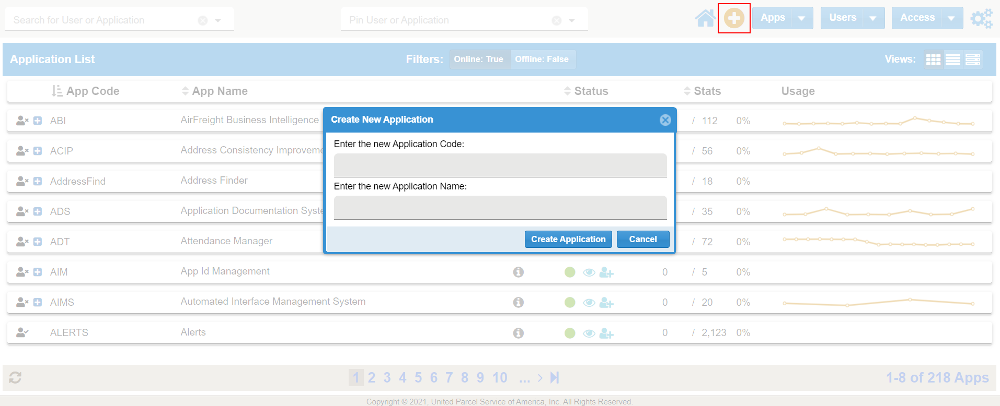 Search for User or Application
Pin User or Application
Apps
Users
Access
Application List
Filters:
Online: True
Offline: False
Views:
App Code
App Name
Status
Stats
Usage
ABI
AirFreight Business Intelligence
/ 112 0%
ACIP
Address Consistency Improveme
/ 56 0%
AddressFind
Address Finder
/ 18 0%
ADS
Application Documentation Syste
/ 35 0%
ADT
Attendance Manager
/ 72 0%
Create New Application
Enter the new Application Code:
Enter the new Application Name:
Create Application
Cancel
AIM
App Id Management
0 / 5 0%
AIMS
Automated Interface Management System
0 / 20 0%
ALERTS
Alerts
0 / 2,123 0%
1 2 3 4 5 6 7 8 9 10 ...
1-8 of 218 Apps
Copyright © 2021, United Parcel Service of America, Inc. All Rights Reserved.